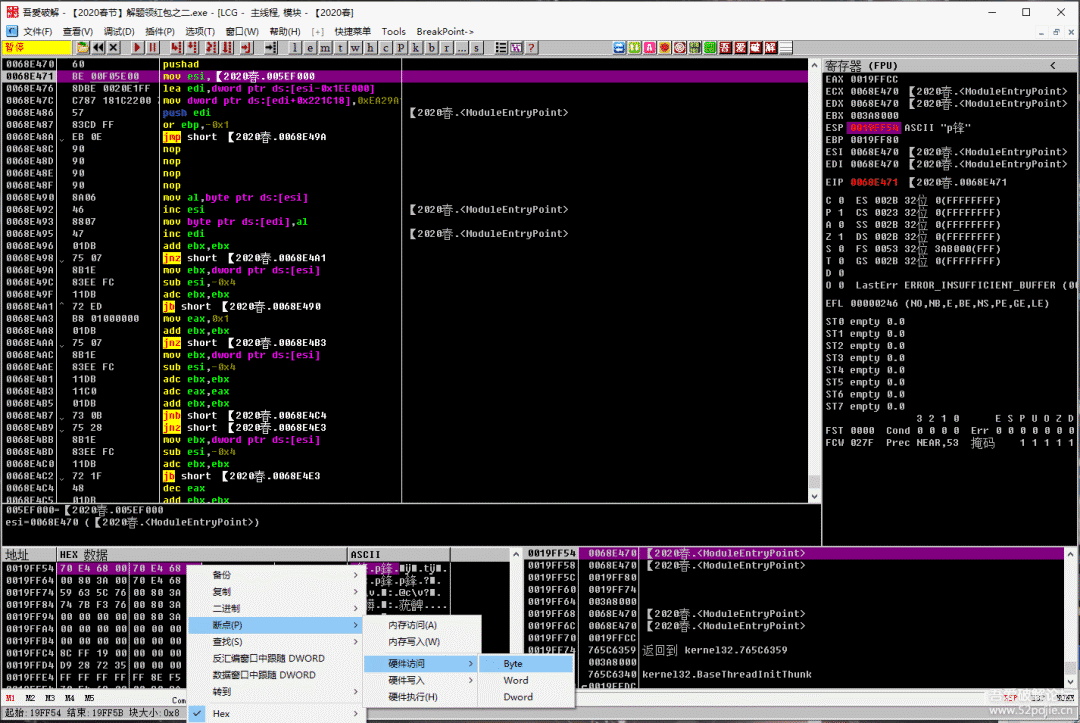 吾爱破解 - 【2020春节】解题领红包之二.exe - [LCG - 主线程, 模块 - 【2020春]
文件(F) 查看(V) 调试(D) 插件(P) 选项(T) 窗口(W) 帮助(H) [+] 快捷菜单 Tools BreakPoint->
暂停 l e m t w h c P k b r ... s ?
0068E470 60 pushad
0068E471 BE 00F05E00 mov esi,【2020春.005EF000
0068E476 8DBE 0020E1FF lea edi,dword ptr ds:[esi-0x1EE000]
0068E47C C787 181C2200 mov dword ptr ds:[edi+0x221C18],0xEA29A
0068E486 57 push edi 【2020春.<ModuleEntryPoint>
0068E487 83CD FF or ebp,-0x1
0068E48A EB 0E jmp short 【2020春.0068E49A
0068E48C 90 nop
0068E48D 90 nop
0068E48E 90 nop
0068E48F 90 nop
0068E490 8A06 mov al,byte ptr ds:[esi]
0068E492 46 inc esi 【2020春.<ModuleEntryPoint>
0068E493 8807 mov byte ptr ds:[edi],al
0068E495 47 inc edi 【2020春.<ModuleEntryPoint>
0068E496 01DB add ebx,ebx
0068E498 75 07 jnz short 【2020春.0068E4A1
0068E49A 8B1E mov ebx,dword ptr ds:[esi]
0068E49C 83EE FC sub esi,-0x4
0068E49F 11DB adc ebx,ebx
0068E4A1 72 ED jb short 【2020春.0068E490
0068E4A3 B8 01000000 mov eax,0x1
0068E4A8 01DB add ebx,ebx
0068E4AA 75 07 jnz short 【2020春.0068E4B3
0068E4AC 8B1E mov ebx,dword ptr ds:[esi]
0068E4AE 83EE FC sub esi,-0x4
0068E4B1 11DB adc ebx,ebx
0068E4B3 11C0 adc eax,eax
0068E4B5 01DB add ebx,ebx
0068E4B7 73 0B jnb short 【2020春.0068E4C4
0068E4B9 75 28 jnz short 【2020春.0068E4E3
0068E4BB 8B1E mov ebx,dword ptr ds:[esi]
0068E4BD 83EE FC sub esi,-0x4
0068E4C0 11DB adc ebx,ebx
0068E4C2 72 1F jb short 【2020春.0068E4E3
0068E4C4 48 dec eax
0068E4C5 01DB add ebx,ebx
寄存器 (FPU) <
EAX 0019FFCC
ECX 0068E470 【2020春.<ModuleEntryPoint>
EDX 0068E470 【2020春.<ModuleEntryPoint>
EBX 003A8000
ESP 0019FF54 ASCII "p鋒"
EBP 0019FF80
ESI 0068E470 【2020春.<ModuleEntryPoint>
EDI 0068E470 【2020春.<ModuleEntryPoint>
EIP 0068E471 【2020春.0068E471
C 0 ES 002B 32位 0(FFFFFFFF)
P 1 CS 0023 32位 0(FFFFFFFF)
A 0 SS 002B 32位 0(FFFFFFFF)
Z 1 DS 002B 32位 0(FFFFFFFF)
S 0 FS 0053 32位 3AB000(FFF)
T 0 GS 002B 32位 0(FFFFFFFF)
D 0
O 0 LastErr ERROR_INSUFFICIENT_BUFFER (00
EFL 00000246 (NO,NB,E,BE,NS,PE,GE,LE)
ST0 empty 0.0
ST1 empty 0.0
ST2 empty 0.0
ST3 empty 0.0
ST4 empty 0.0
ST5 empty 0.0
ST6 empty 0.0
ST7 empty 0.0
3 2 1 0 E S P U O Z D
FST 0000 Cond 0 0 0 0 Err 0 0 0 0 0 0 0
FCW 027F Prec NEAR,53 掩码 1 1 1 1 1
005EF000=【2020春.005EF000
esi=0068E470 (【2020春.<ModuleEntryPoint>)
地址 HEX 数据 ASCII
0019FF54 70 E4 68 00 70 E4 68
0019FF64 00 80 3A 00 70 E4 68
0019FF74 59 63 5C 76 00 80 3A
0019FF84 74 7B F3 76 00 80 3A
0019FF94 00 00 00 00 00 80 3A
0019FFA4 00 00 00 00 00 00 00
0019FFB4 00 00 00 00 00 00 00
0019FFC4 8C FF 19 00 00 00 00
0019FFD4 D9 28 72 35 00 00 00
0019FFE4 FF FF FF FF FF 8E F5
备份
复制
二进制
断点(P)
查找(S)
反汇编窗口中跟随 DWORD
数据窗口中跟随 DWORD
转到
Hex
内存访问(A)
内存写入(W)
硬件访问
硬件写入
硬件执行(H)
Byte
Word
Dword
0019FF54 0068E470 【2020春.<ModuleEntryPoint>
0019FF58 0068E470 【2020春.<ModuleEntryPoint>
0019FF5C 0019FF80
0019FF60 0019FF74
0019FF64 003A8000
0019FF68 0068E470 【2020春.<ModuleEntryPoint>
0019FF6C 0068E470 【2020春.<ModuleEntryPoint>
0019FF70 0019FFCC
0019FF74 765C6359 返回到 kernel32.765C6359
003A8000
765C6340 kernel32.BaseThreadInitThunk
0019FFDC
M1 M2 M3 M4 M5 Com
起始: 19FF54 结束: 19FF5B 块大小: 0x8
www.52pojie.cn